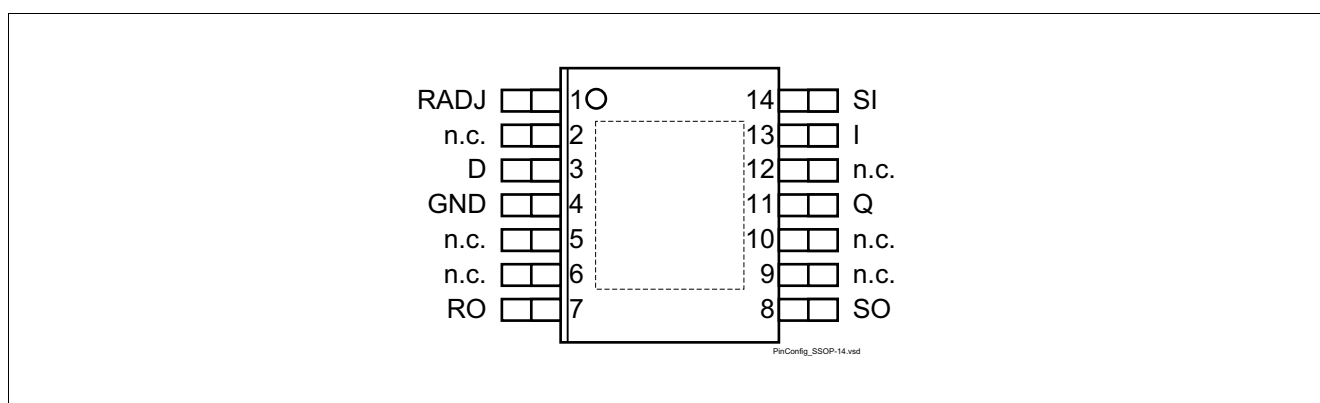 RADJ 1 14 SI
n.c. 2 13 I
D 3 12 n.c.
GND 4 11 Q
n.c. 5 10 n.c.
n.c. 6 9 n.c.
RO 7 8 SO
PinConfig_SSOP-14.vsd